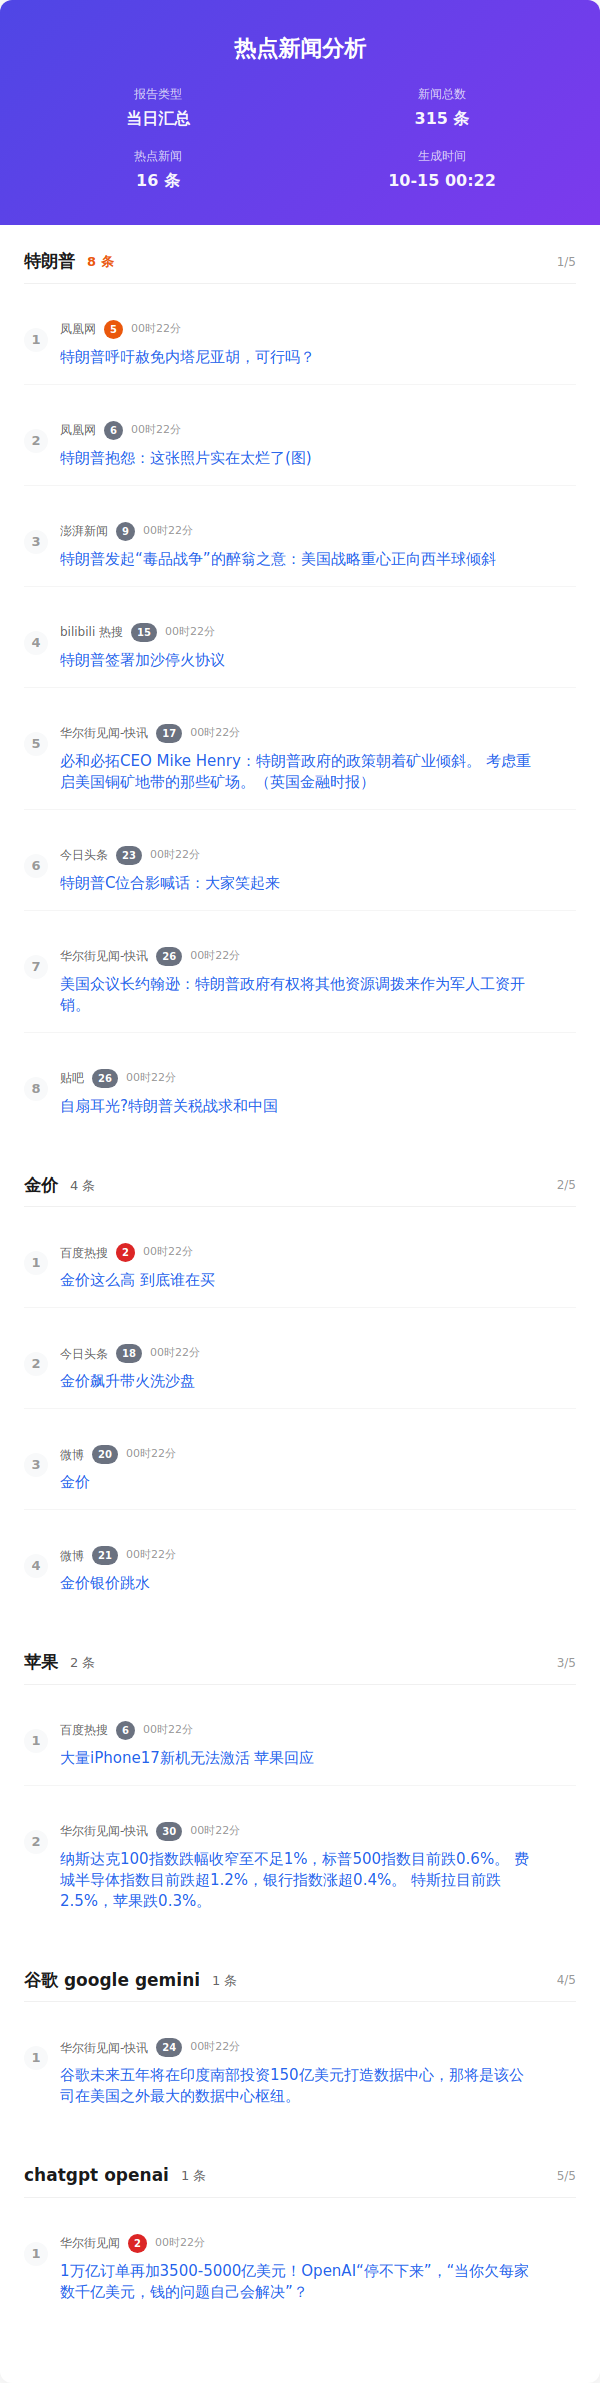 热点新闻分析
报告类型
当日汇总
新闻总数
315 条
热点新闻
16 条
生成时间
10-15 00:22
特朗普 8 条 1/5
1
凤凰网 5 00时22分
特朗普呼吁赦免内塔尼亚胡，可行吗？
2
凤凰网 6 00时22分
特朗普抱怨：这张照片实在太烂了(图)
3
澎湃新闻 9 00时22分
特朗普发起“毒品战争”的醉翁之意：美国战略重心正向西半球倾斜
4
bilibili 热搜 15 00时22分
特朗普签署加沙停火协议
5
华尔街见闻-快讯 17 00时22分
必和必拓CEO Mike Henry：特朗普政府的政策朝着矿业倾斜。 考虑重
启美国铜矿地带的那些矿场。（英国金融时报）
6
今日头条 23 00时22分
特朗普C位合影喊话：大家笑起来
7
华尔街见闻-快讯 26 00时22分
美国众议长约翰逊：特朗普政府有权将其他资源调拨来作为军人工资开
销。
8
贴吧 26 00时22分
自扇耳光?特朗普关税战求和中国
金价 4 条 2/5
1
百度热搜 2 00时22分
金价这么高 到底谁在买
2
今日头条 18 00时22分
金价飙升带火洗沙盘
3
微博 20 00时22分
金价
4
微博 21 00时22分
金价银价跳水
苹果 2 条 3/5
1
百度热搜 6 00时22分
大量iPhone17新机无法激活 苹果回应
2
华尔街见闻-快讯 30 00时22分
纳斯达克100指数跌幅收窄至不足1%，标普500指数目前跌0.6%。 费
城半导体指数目前跌超1.2%，银行指数涨超0.4%。 特斯拉目前跌
2.5%，苹果跌0.3%。
谷歌 google gemini 1 条 4/5
1
华尔街见闻-快讯 24 00时22分
谷歌未来五年将在印度南部投资150亿美元打造数据中心，那将是该公
司在美国之外最大的数据中心枢纽。
chatgpt openai 1 条 5/5
1
华尔街见闻 2 00时22分
1万亿订单再加3500-5000亿美元！OpenAI“停不下来”，“当你欠每家
数千亿美元，钱的问题自己会解决”？